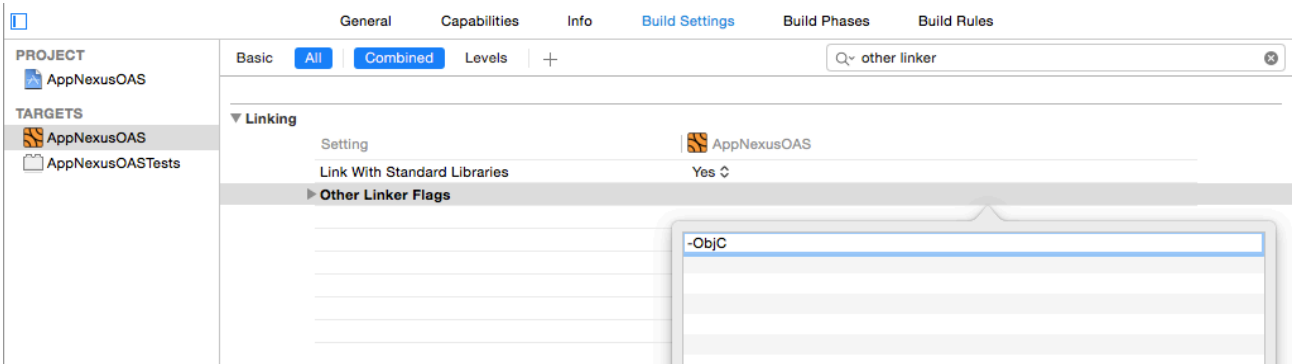 General Capabilities Info Build Settings Build Phases Build Rules
PROJECT
AppNexusOAS
TARGETS
AppNexusOAS
AppNexusOASTests
Basic All Combined Levels + other linker
Linking
Setting AppNexusOAS
Link With Standard Libraries Yes
Other Linker Flags
-ObjC